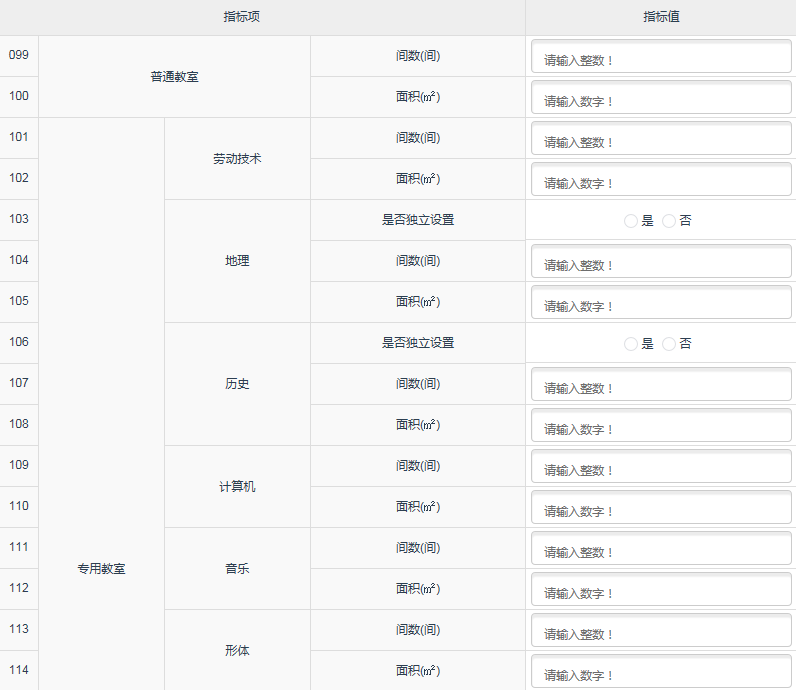 指标项 指标值
099 普通教室 间数(间) 请输入整数！
100 面积(㎡) 请输入数字！
101 劳动技术 间数(间) 请输入整数！
102 面积(㎡) 请输入数字！
103 是否独立设置 是 否
104 地理 间数(间) 请输入整数！
105 面积(㎡) 请输入数字！
106 是否独立设置 是 否
107 历史 间数(间) 请输入整数！
108 面积(㎡) 请输入数字！
109 计算机 间数(间) 请输入整数！
110 面积(㎡) 请输入数字！
111 专用教室 音乐 间数(间) 请输入整数！
112 面积(㎡) 请输入数字！
113 形体 间数(间) 请输入整数！
114 面积(㎡) 请输入数字！